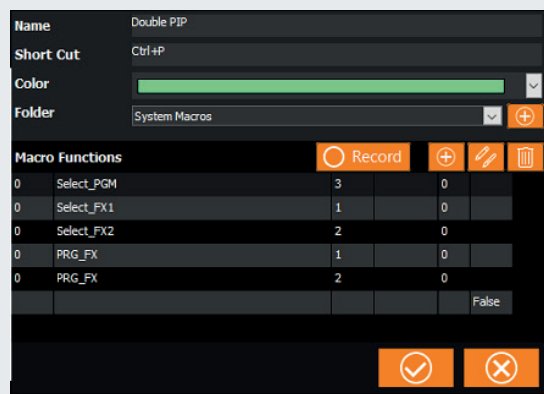 Name Double PIP
Short Cut Ctrl+P
Color
Folder System Macros
Macro Functions Record
0 Select_PGM 3 0
0 Select_FX1 1 0
0 Select_FX2 2 0
0 PRG_FX 1 0
0 PRG_FX 2 0
False